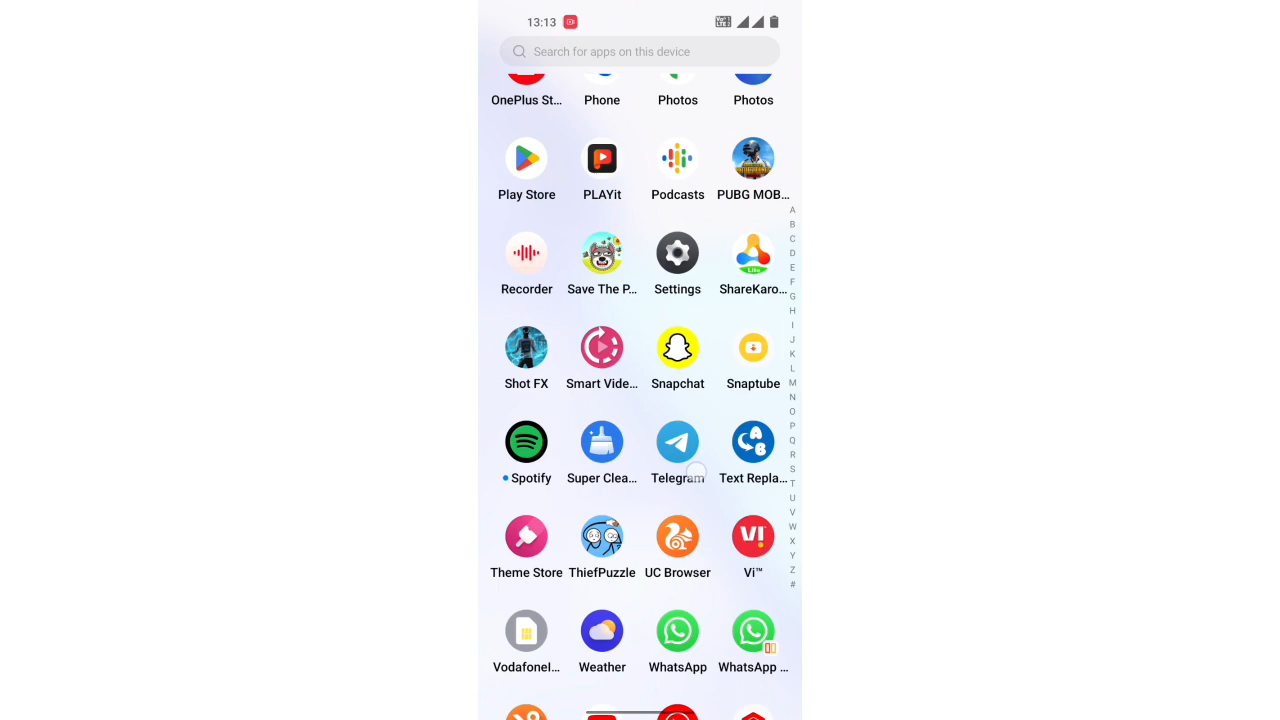 13:13
Search for apps on this device
OnePlus St... Phone Photos Photos
Play Store PLAYit Podcasts PUBG MOB...
A
B
C
D
E
F
G
H
I
J
K
L
M
N
O
P
Q
R
S
T
U
V
W
X
Y
Z
#
Recorder Save The P... Settings ShareKaro...
Shot FX Smart Vide... Snapchat Snaptube
Spotify Super Clea... Telegram Text Repla...
Theme Store ThiefPuzzle UC Browser Vi™
VodafoneI... Weather WhatsApp WhatsApp ...